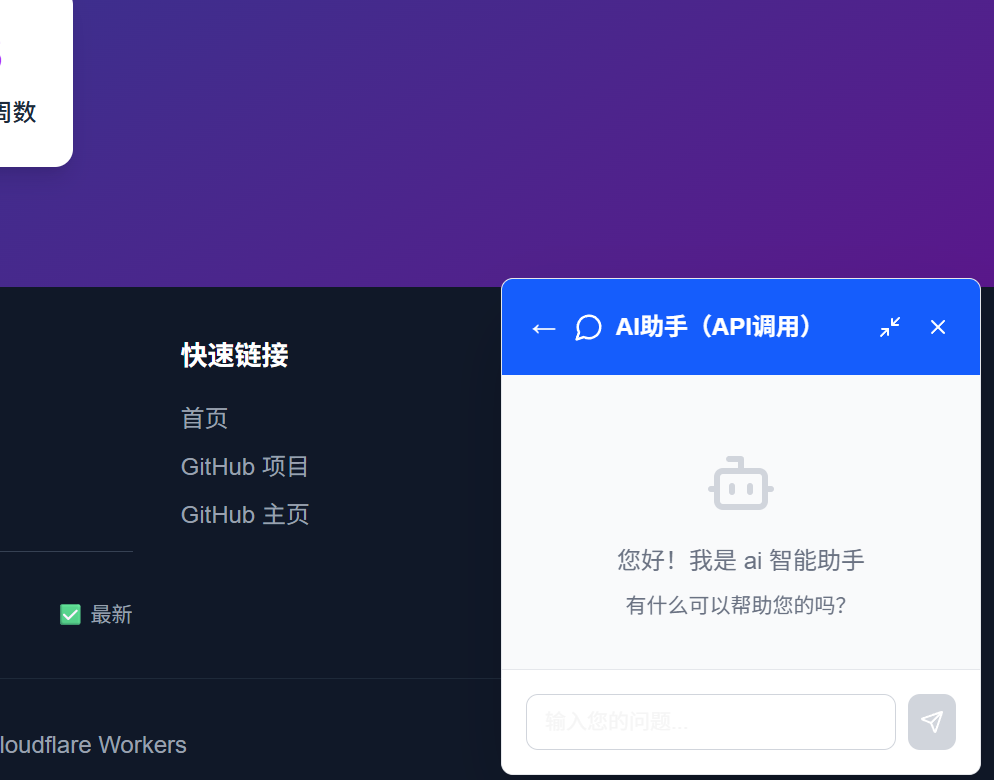 周数
快速链接
首页
GitHub 项目
GitHub 主页
✅ 最新
loudflare Workers
← AI助手（API调用）
您好！我是 ai 智能助手
有什么可以帮助您的吗？
输入您的问题...